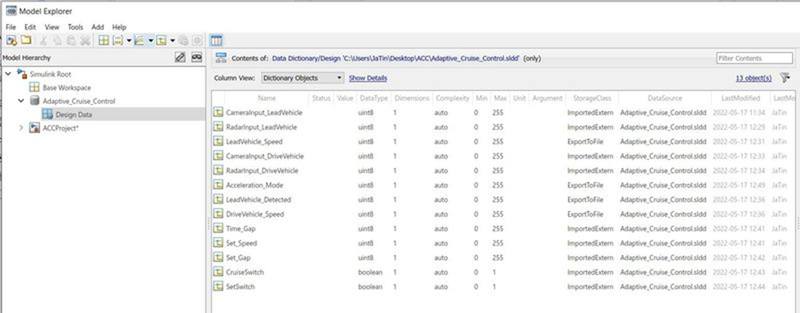 Model Explorer
File Edit View Tools Add Help
Model Hierarchy
Simulink Root
Base Workspace
Adaptive_Cruise_Control
Design Data
ACCProject*
Contents of: Data Dictionary/Design 'C:\Users\JaTin\Desktop\ACC\Adaptive_Cruise_Control.sldd' (only)
Filter Contents
Column View: Dictionary Objects Show Details 13 object(s)
Name Status Value DataType Dimensions Complexity Min Max Unit Argument StorageClass DataSource LastModified LastMo
CameraInput_LeadVehicle uint8 1 auto 0 255 ImportedExtern Adaptive_Cruise_Control.sldd 2022-05-17 11:34 JaTin
RadarInput_LeadVehicle uint8 1 auto 0 255 ImportedExtern Adaptive_Cruise_Control.sldd 2022-05-17 12:29 JaTin
LeadVehicle_Speed uint8 1 auto 0 255 ExportToFile Adaptive_Cruise_Control.sldd 2022-05-17 12:31 JaTin
CameraInput_DriveVehicle uint8 1 auto 0 255 ImportedExtern Adaptive_Cruise_Control.sldd 2022-05-17 12:33 JaTin
RadarInput_DriveVehicle uint8 1 auto 0 255 ImportedExtern Adaptive_Cruise_Control.sldd 2022-05-17 12:34 JaTin
Acceleration_Mode uint8 1 auto 0 255 ExportToFile Adaptive_Cruise_Control.sldd 2022-05-17 12:49 JaTin
LeadVehicle_Detected uint8 1 auto 0 255 ExportToFile Adaptive_Cruise_Control.sldd 2022-05-17 12:36 JaTin
DriveVehicle_Speed uint8 1 auto 0 255 ExportToFile Adaptive_Cruise_Control.sldd 2022-05-17 12:36 JaTin
Time_Gap uint8 1 auto 0 255 ImportedExtern Adaptive_Cruise_Control.sldd 2022-05-17 12:41 JaTin
Set_Speed uint8 1 auto 0 255 ImportedExtern Adaptive_Cruise_Control.sldd 2022-05-17 12:41 JaTin
Set_Gap uint8 1 auto 0 255 ImportedExtern Adaptive_Cruise_Control.sldd 2022-05-17 12:42 JaTin
CruiseSwitch boolean 1 auto 0 1 ImportedExtern Adaptive_Cruise_Control.sldd 2022-05-17 12:43 JaTin
SetSwitch boolean 1 auto 0 1 ImportedExtern Adaptive_Cruise_Control.sldd 2022-05-17 12:44 JaTin